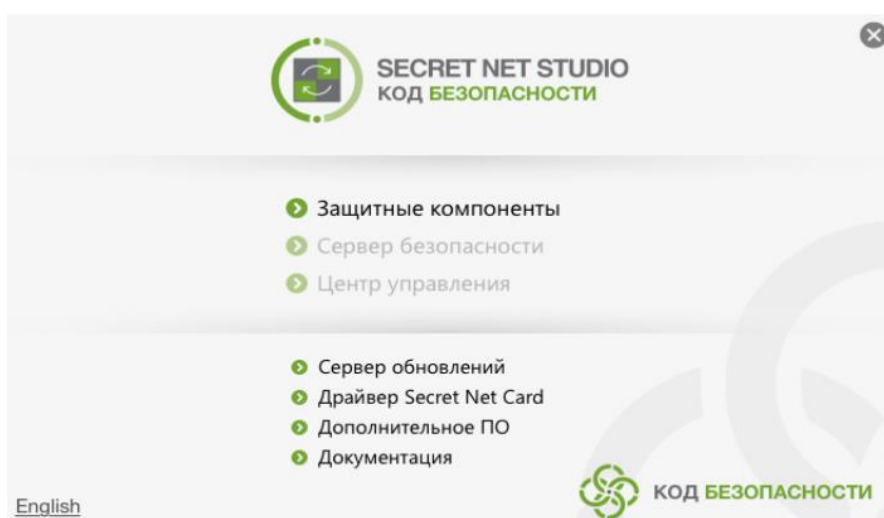 SECRET NET STUDIO
КОД БЕЗОПАСНОСТИ
Защитные компоненты
Сервер безопасности
Центр управления
Сервер обновлений
Драйвер Secret Net Card
Дополнительное ПО
Документация
English
КОД БЕЗОПАСНОСТИ